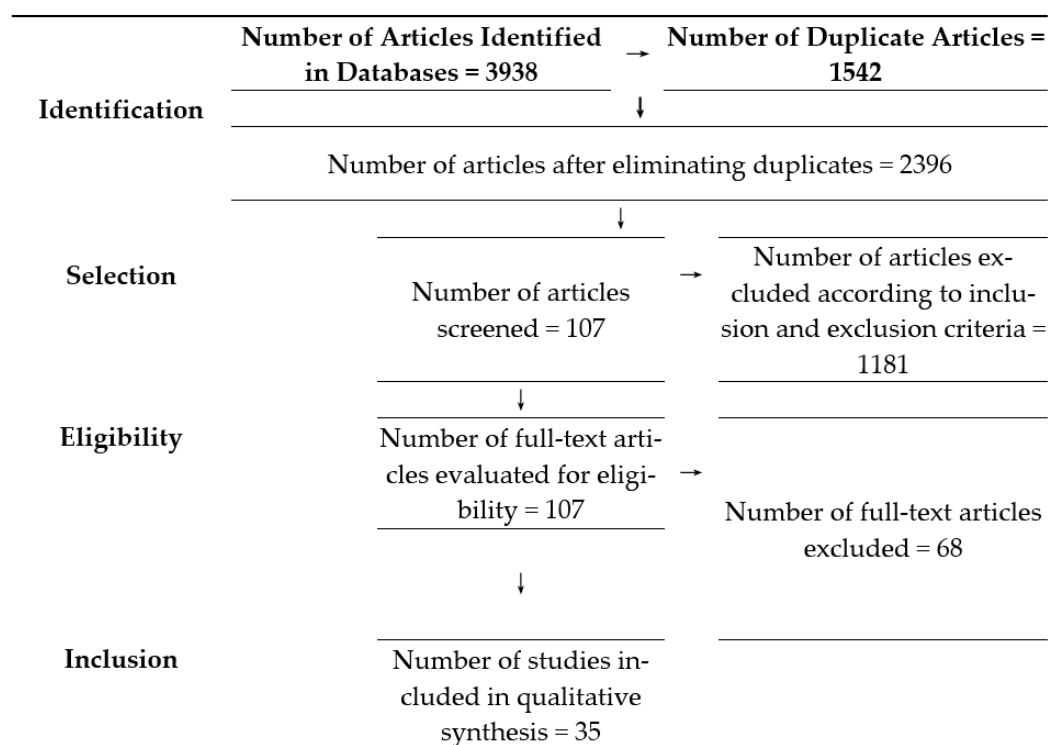 Number of Articles Identified
in Databases = 3938
→
Number of Duplicate Articles =
1542
Identification
↓
Number of articles after eliminating duplicates = 2396
↓
Selection
Number of articles
screened = 107
→
Number of articles ex-
cluded according to inclu-
sion and exclusion criteria =
1181
↓
Eligibility
Number of full-text arti-
cles evaluated for eligi-
bility = 107
→
Number of full-text articles
excluded = 68
↓
Inclusion
Number of studies in-
cluded in qualitative
synthesis = 35